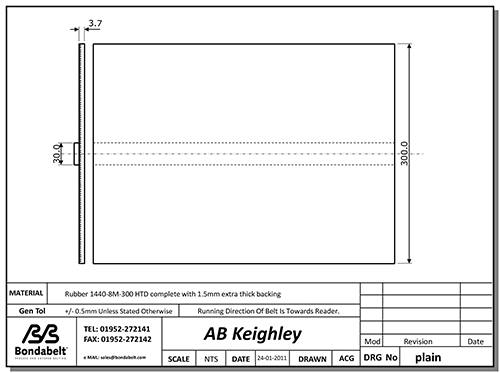 3.7
30.0
300.0
MATERIAL Rubber 1440-8M-300 HTD complete with 1.5mm extra thick backing
Gen Tol +/- 0.5mm Unless Stated Otherwise Running Direction Of Belt Is Towards Reader.
Bondabelt
TEL: 01952-272141
FAX: 01952-272142
e MAIL: sales@bondabelt.com
AB Keighley
SCALE NTS DATE 24-01-2011 DRAWN ACG
Mod Revision Date
DRG No plain